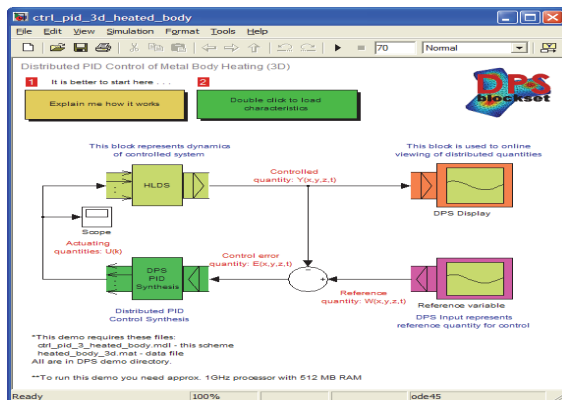 ctrl_pid_3d_heated_body
File Edit View Simulation Format Tools Help
70 Normal
Distributed PID Control of Metal Body Heating (3D)
1 It is better to start here . . . 2
Explain me how it works
Double click to load
characteristics
DPS
blockset
This block represents dynamics
of controlled system
This block is used to online
viewing of distributed quantities
HLDS
Controlled
quantity: Y(x,y,z,t)
DPS Display
Scope
Actuating
quantities: U(k)
DPS
PID
Synthesis
Control error
quantity: E(x,y,z,t)
Reference
quantity: W(x,y,z,t)
Reference variable
Distributed PID
Control Synthesis
DPS Input represents
reference quantity for control
*This demo requires these files:
ctrl_pid_3_heated_body.mdl - this scheme
heated_body_3d.mat - data file
All are in DPS demo directory.
**To run this demo you need approx. 1GHz processor with 512 MB RAM
Ready 100% ode45